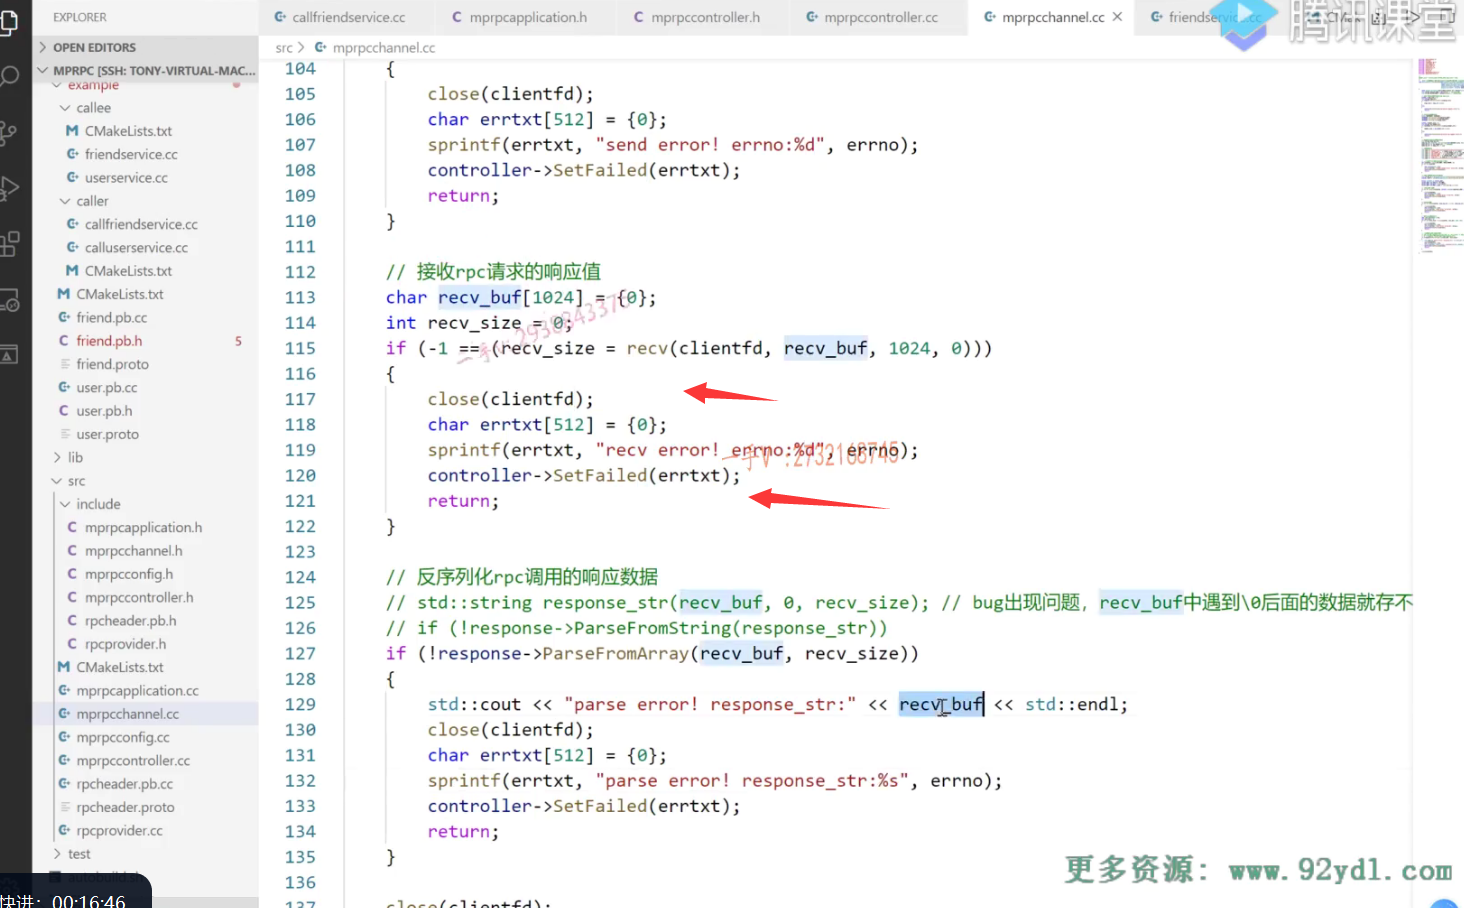 EXPLORER
callfriendservice.cc
mprpcapplication.h
mprpccontroller.h
mprpccontroller.cc
mprpcchannel.cc
腾讯课堂
OPEN EDITORS
src > mprpcchannel.cc
MPRPC [SSH: TONY-VIRTUAL-MAC...
example
callee
CMakeLists.txt
friendservice.cc
userservice.cc
caller
callfriendservice.cc
calluserservice.cc
CMakeLists.txt
CMakeLists.txt
friend.pb.cc
friend.pb.h 5
friend.proto
user.pb.cc
user.pb.h
user.proto
lib
src
include
mprpcapplication.h
mprpcchannel.h
mprpcconfig.h
mprpccontroller.h
rpcheader.pb.h
rpcprovider.h
CMakeLists.txt
mprpcapplication.cc
mprpcchannel.cc
mprpcconfig.cc
mprpccontroller.cc
rpcheader.pb.cc
rpcheader.proto
rpcprovider.cc
test
快进: 00:16:46
104 {
105 close(clientfd);
106 char errtxt[512] = {0};
107 sprintf(errtxt, "send error! errno:%d", errno);
108 controller->SetFailed(errtxt);
109 return;
110 }
111
112 // 接收rpc请求的响应值
113 char recv_buf[1024] = {0};
114 int recv_size = 0;
115 if (-1 == (recv_size = recv(clientfd, recv_buf, 1024, 0)))
116 {
117 close(clientfd);
118 char errtxt[512] = {0};
119 sprintf(errtxt, "recv error! errno:%d", errno);
120 controller->SetFailed(errtxt);
121 return;
122 }
123
124 // 反序列化rpc调用的响应数据
125 // std::string response_str(recv_buf, 0, recv_size); // bug出现问题，recv_buf中遇到\0后面的数据就存不
126 // if (!response->ParseFromString(response_str))
127 if (!response->ParseFromArray(recv_buf, recv_size))
128 {
129 std::cout << "parse error! response_str:" << recv_buf << std::endl;
130 close(clientfd);
131 char errtxt[512] = {0};
132 sprintf(errtxt, "parse error! response_str:%s", errno);
133 controller->SetFailed(errtxt);
134 return;
135 }
136
137 close(clientfd);
一手V :2732168745
更多资源: www.92ydl.com